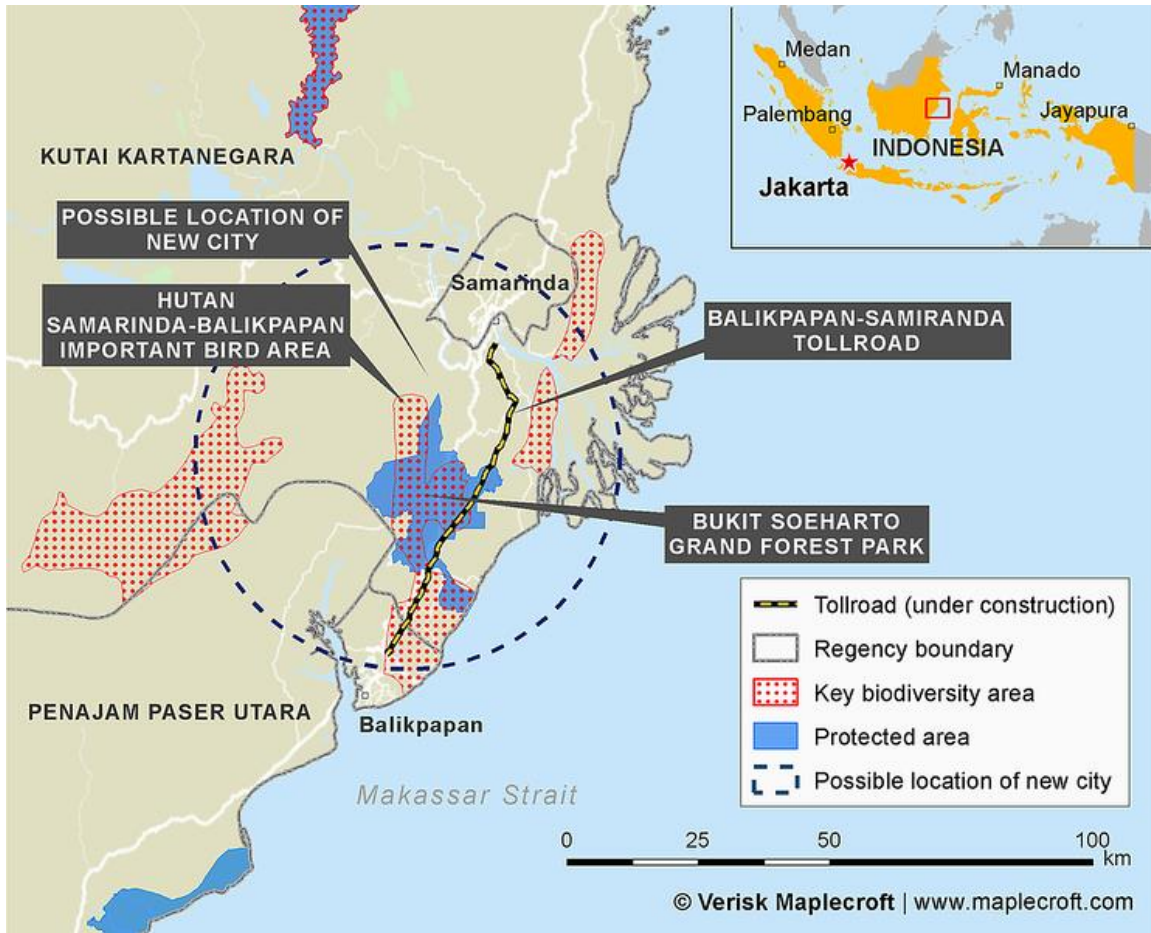 Medan
Manado
Palembang
Jayapura
INDONESIA
Jakarta
KUTAI KARTANEGARA
POSSIBLE LOCATION OF
NEW CITY
Samarinda
HUTAN
SAMARINDA-BALIKPAPAN
IMPORTANT BIRD AREA
BALIKPAPAN-SAMIRANDA
TOLLROAD
BUKIT SOEHARTO
GRAND FOREST PARK
PENAJAM PASER UTARA
Balikpapan
Makassar Strait
Tollroad (under construction)
Regency boundary
Key biodiversity area
Protected area
Possible location of new city
0 25 50 100
km
© Verisk Maplecroft | www.maplecroft.com